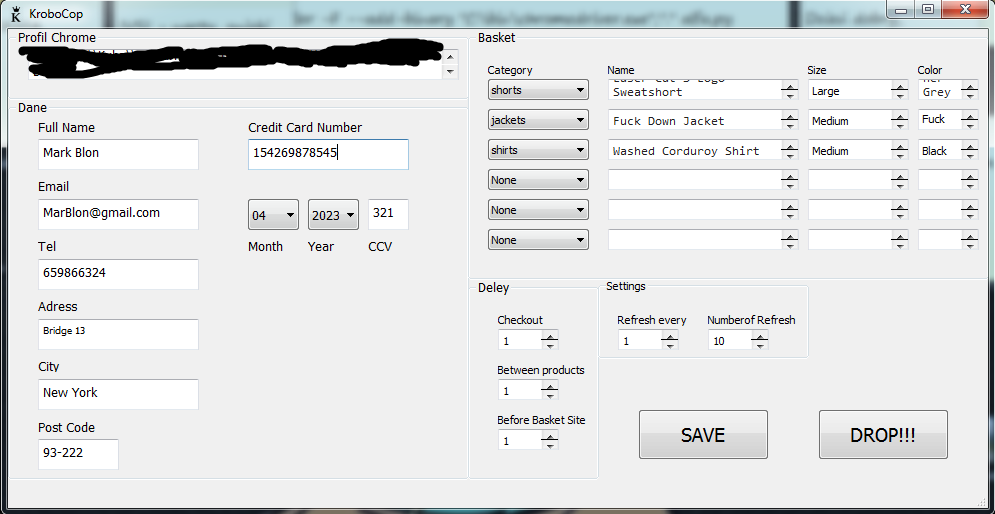 KroboCop
Profil Chrome
Dane
Full Name
Mark Blon
Email
MarBlon@gmail.com
Tel
659866324
Adress
Bridge 13
City
New York
Post Code
93-222
Credit Card Number
154269878545
04 2023 321
Month Year CCV
Basket
Category Name Size Color
shorts Sweatshort Large Grey
jackets Fuck Down Jacket Medium Fuck
shirts Washed Corduroy Shirt Medium Black
None
None
None
Deley
Checkout
1
Between products
1
Before Basket Site
1
Settings
Refresh every Numberof Refresh
1 10
SAVE DROP!!!